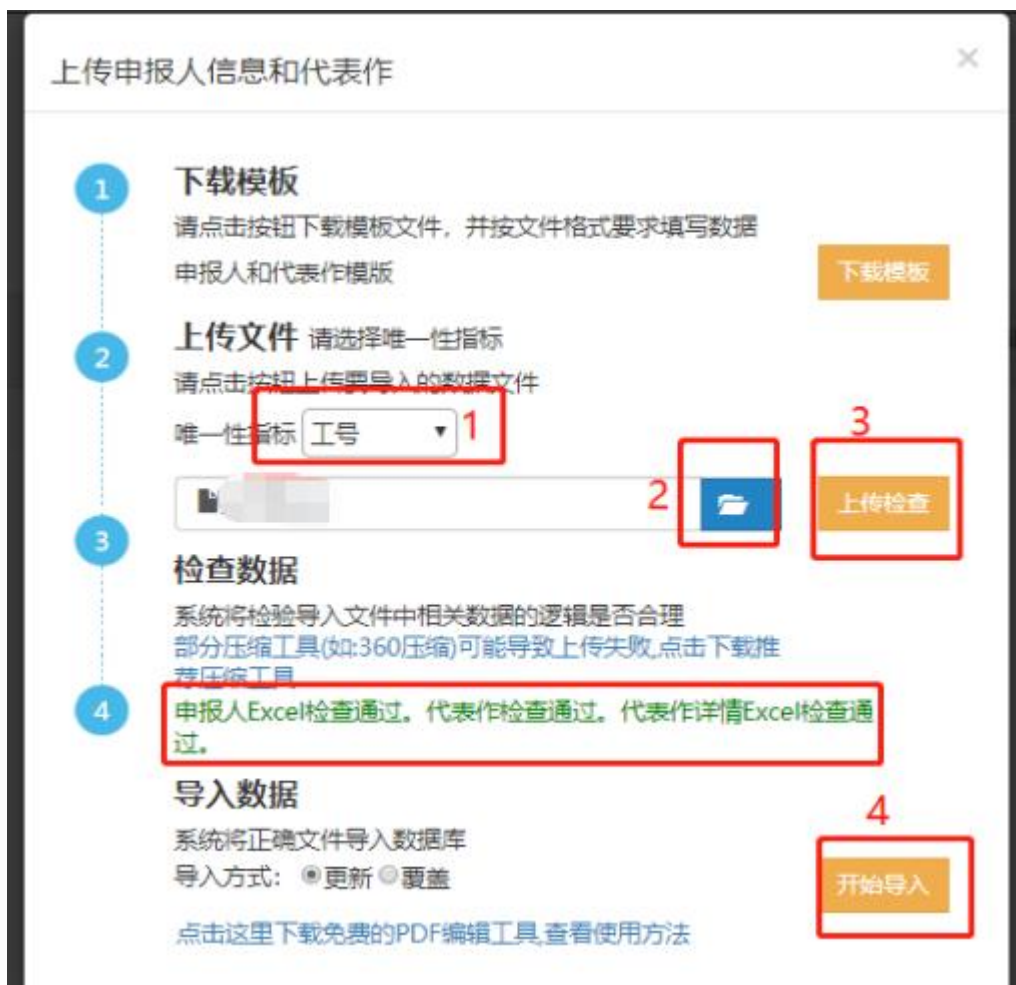 上传申报人信息和代表作
×
1
下载模板
请点击按钮下载模板文件，并按文件格式要求填写数据
申报人和代表作模版
下载模板
2
上传文件 请选择唯一性指标
请点击按钮上传要导入的数据文件
唯一性指标 工号
1
3
2
上传检查
3
检查数据
系统将检验导入文件中相关数据的逻辑是否合理
部分压缩工具(如:360压缩)可能导致上传失败,点击下载推
荐压缩工具
4
申报人Excel检查通过。代表作检查通过。代表作详情Excel检查通
过。
导入数据
4
系统将正确文件导入数据库
导入方式: 更新 覆盖
开始导入
点击这里下载免费的PDF编辑工具,查看使用方法